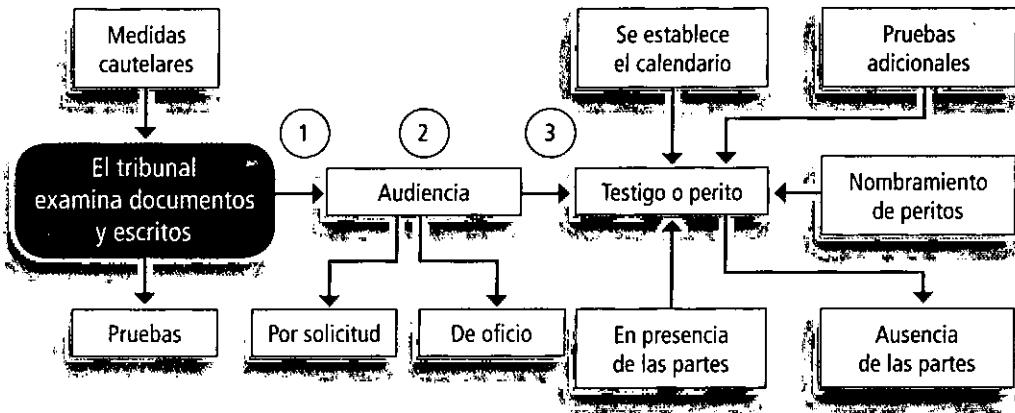 Medidas
cautelares
Se establece
el calendario
Pruebas
adicionales
1
2
3
El tribunal
examina documentos
y escritos
Audiencia
Testigo o perito
Nombramiento
de peritos
Pruebas
Por solicitud
De oficio
En presencia
de las partes
Ausencia
de las partes